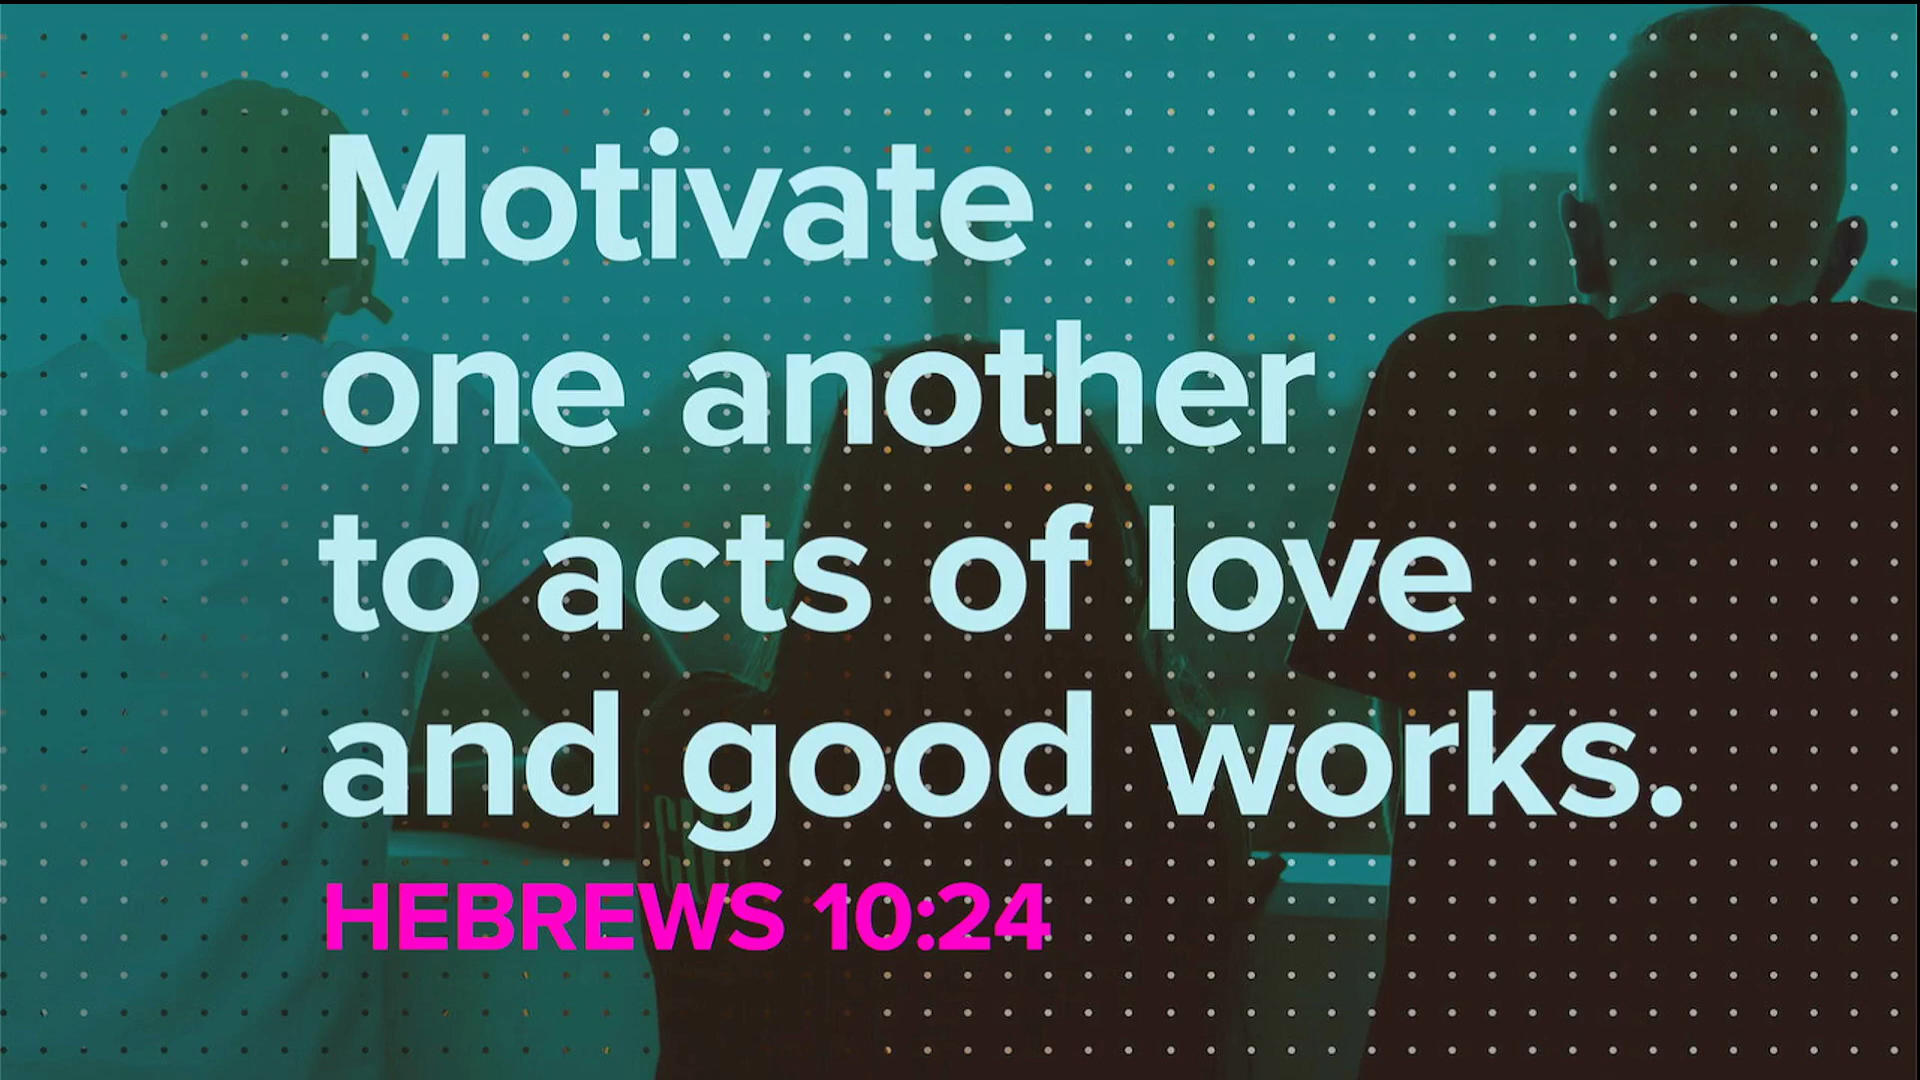 Motivate
one another
to acts of love
and good works.
HEBREWS 10:24